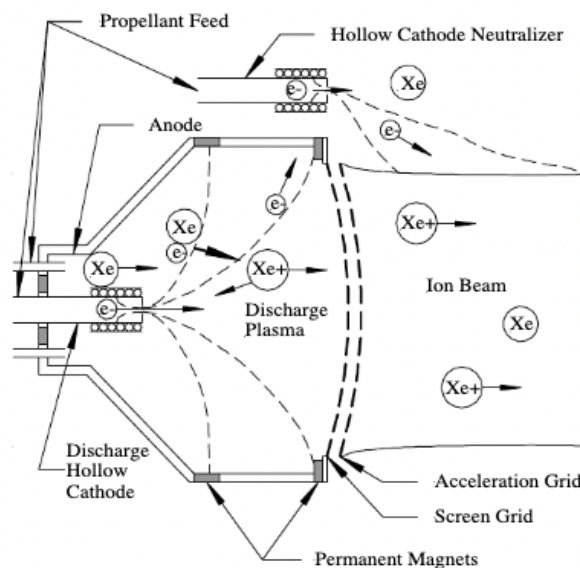 Propellant Feed
Hollow Cathode Neutralizer
Xe
e-
e-
Anode
e-
Xe
e-
Xe+
Xe
Xe+
e-
Discharge
Plasma
Ion Beam
Xe
Xe+
Discharge
Hollow
Cathode
Acceleration Grid
Screen Grid
Permanent Magnets